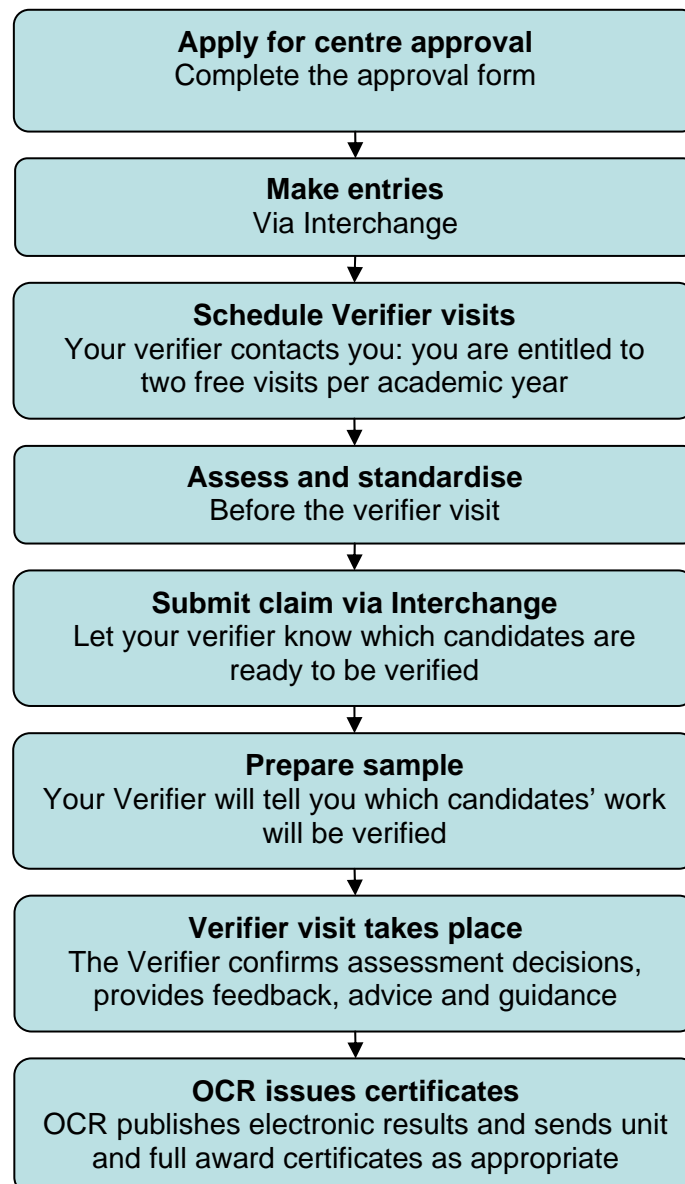 Apply for centre approval
Complete the approval form
Make entries
Via Interchange
Schedule Verifier visits
Your verifier contacts you: you are entitled to
two free visits per academic year
Assess and standardise
Before the verifier visit
Submit claim via Interchange
Let your verifier know which candidates are
ready to be verified
Prepare sample
Your Verifier will tell you which candidates’ work
will be verified
Verifier visit takes place
The Verifier confirms assessment decisions,
provides feedback, advice and guidance
OCR issues certificates
OCR publishes electronic results and sends unit
and full award certificates as appropriate